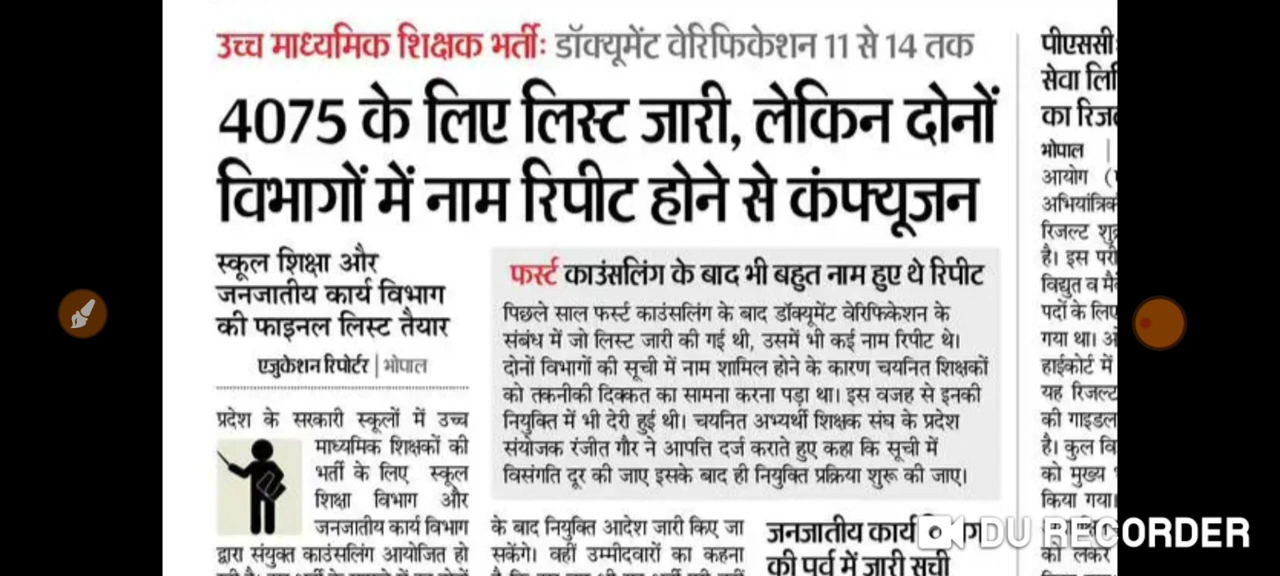 उच्च माध्यमिक शिक्षक भर्ती: डॉक्यूमेंट वेरिफिकेशन 11 से 14 तक
4075 के लिए लिस्ट जारी, लेकिन दोनों
विभागों में नाम रिपीट होने से कंफ्यूजन
स्कूल शिक्षा और
जनजातीय कार्य विभाग
की फाइनल लिस्ट तैयार
एजुकेशन रिपोर्टर | भोपाल
प्रदेश के सरकारी स्कूलों में उच्च
माध्यमिक शिक्षकों की
भर्ती के लिए स्कूल
शिक्षा विभाग और
जनजातीय कार्य विभाग
द्वारा संयुक्त काउंसलिंग आयोजित हो
फर्स्ट काउंसलिंग के बाद भी बहुत नाम हुए थे रिपीट
पिछले साल फर्स्ट काउंसलिंग के बाद डॉक्यूमेंट वेरिफिकेशन के
संबंध में जो लिस्ट जारी की गई थी, उसमें भी कई नाम रिपीट थे।
दोनों विभागों की सूची में नाम शामिल होने के कारण चयनित शिक्षकों
को तकनीकी दिक्कत का सामना करना पड़ा था। इस वजह से इनकी
नियुक्ति में भी देरी हुई थी। चयनित अभ्यर्थी शिक्षक संघ के प्रदेश
संयोजक रंजीत गौर ने आपत्ति दर्ज कराते हुए कहा कि सूची में
विसंगति दूर की जाए इसके बाद ही नियुक्ति प्रक्रिया शुरू की जाए।
के बाद नियुक्ति आदेश जारी किए जा
सकेंगे। वहीं उम्मीदवारों का कहना
जनजातीय कार्य
की पूर्व में जारी सूची
पीएससी
सेवा
का
भोपाल |
आयोग
रिजल्ट
है। इस
विद्युत व
पदों के
गया था।
हाईकोर्ट में
यह रिजल्ट
की
है। कुल
को मुख्य
किया गया।
को लेकर
DU RECORDER